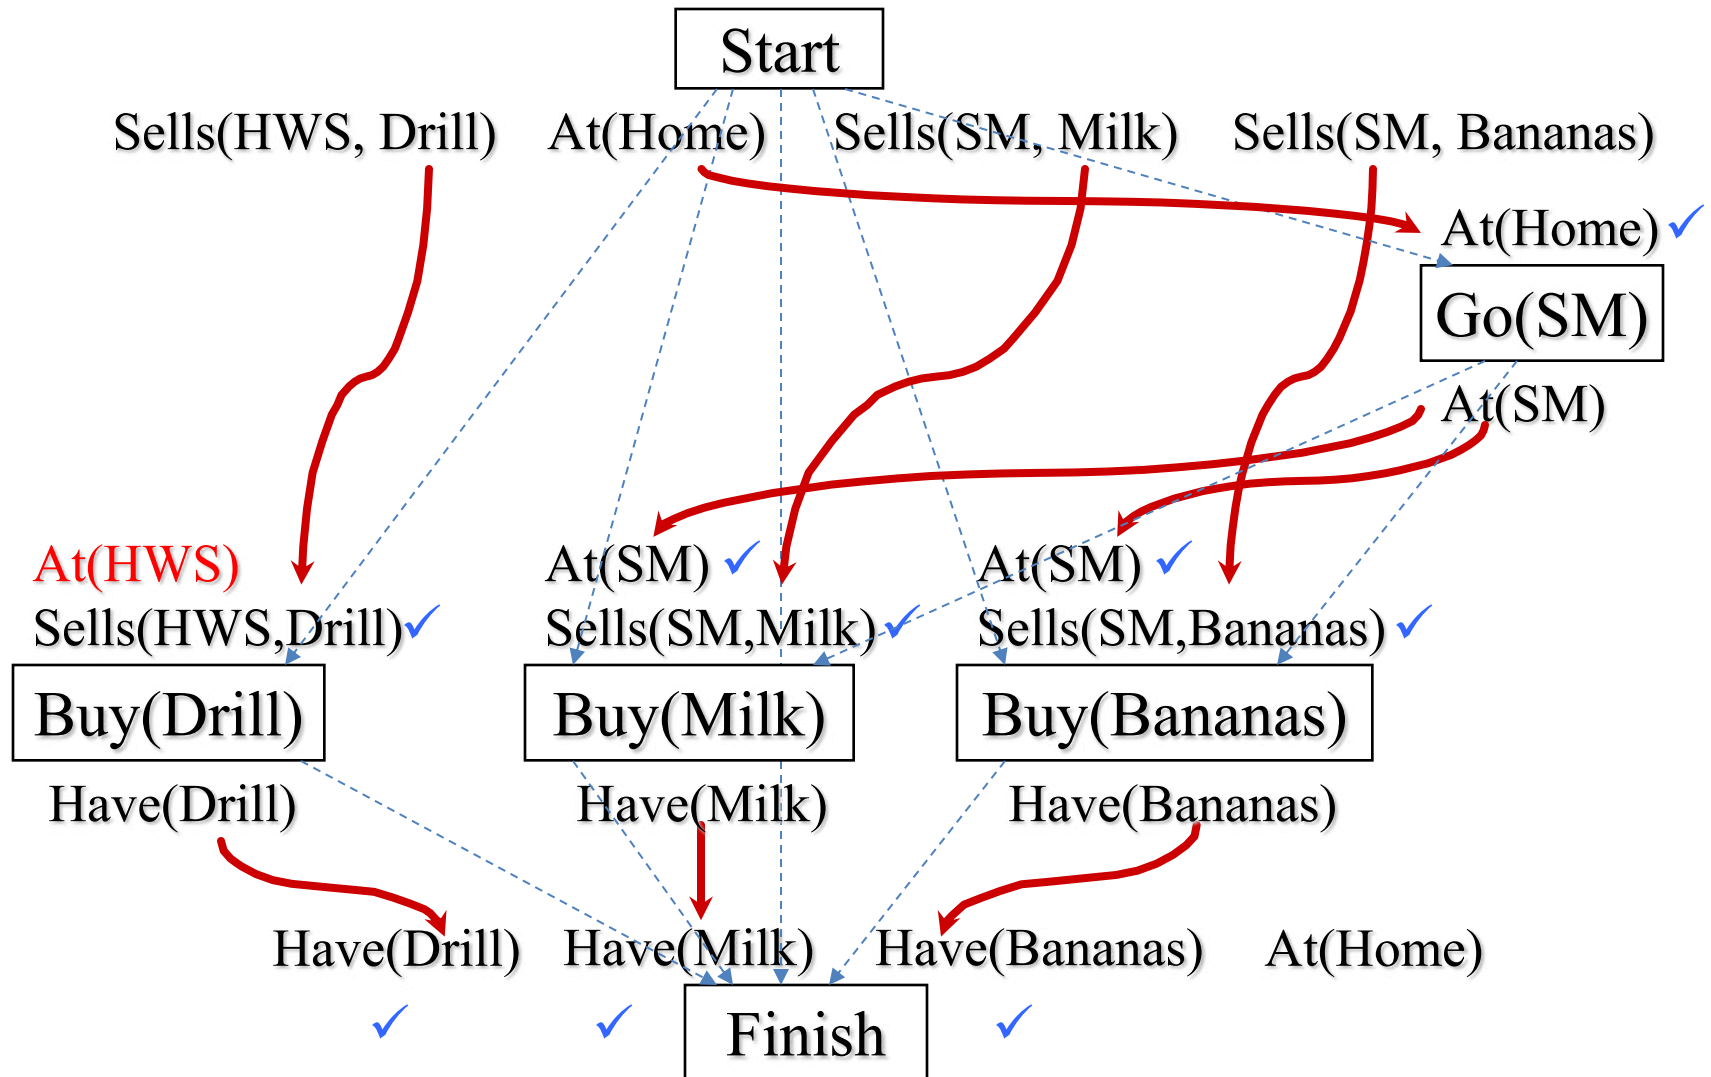 Start
Sells(HWS, Drill) At(Home) Sells(SM, Milk) Sells(SM, Bananas)
At(Home)
Go(SM)
At(SM)
At(HWS) At(SM) At(SM)
Sells(HWS,Drill) Sells(SM,Milk) Sells(SM,Bananas)
Buy(Drill) Buy(Milk) Buy(Bananas)
Have(Drill) Have(Milk) Have(Bananas)
Have(Drill) Have(Milk) Have(Bananas) At(Home)
Finish